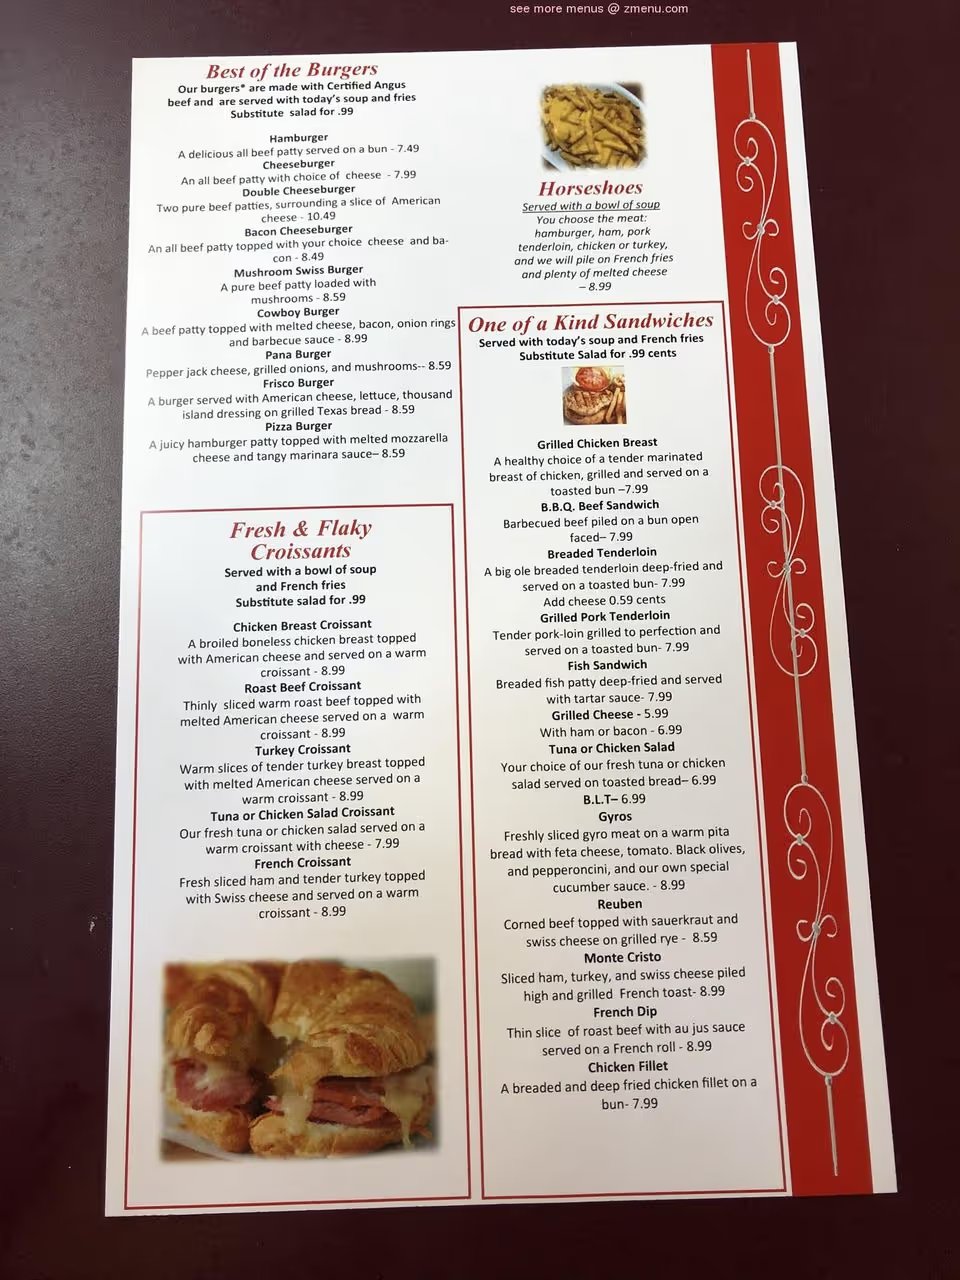 see more menus @ zmenu.com
Best of the Burgers
Our burgers* are made with Certified Angus
beef and are served with today's soup and fries
Substitute salad for .99
Hamburger
A delicious all beef patty served on a bun - 7.49
Cheeseburger
An all beef patty with choice of cheese - 7.99
Double Cheeseburger
Two pure beef patties, surrounding a slice of American
cheese - 10.49
Bacon Cheeseburger
An all beef patty topped with your choice cheese and ba-
con - 8.49
Mushroom Swiss Burger
A pure beef patty loaded with
mushrooms - 8.59
Cowboy Burger
A beef patty topped with melted cheese, bacon, onion rings
and barbecue sauce - 8.99
Pana Burger
Pepper jack cheese, grilled onions, and mushrooms-- 8.59
Frisco Burger
A burger served with American cheese, lettuce, thousand
island dressing on grilled Texas bread - 8.59
Pizza Burger
A juicy hamburger patty topped with melted mozzarella
cheese and tangy marinara sauce– 8.59
Fresh & Flaky
Croissants
Served with a bowl of soup
and French fries
Substitute salad for .99
Chicken Breast Croissant
A broiled boneless chicken breast topped
with American cheese and served on a warm
croissant - 8.99
Roast Beef Croissant
Thinly sliced warm roast beef topped with
melted American cheese served on a warm
croissant - 8.99
Turkey Croissant
Warm slices of tender turkey breast topped
with melted American cheese served on a
warm croissant - 8.99
Tuna or Chicken Salad Croissant
Our fresh tuna or chicken salad served on a
warm croissant with cheese - 7.99
French Croissant
Fresh sliced ham and tender turkey topped
with Swiss cheese and served on a warm
croissant - 8.99
Horseshoes
Served with a bowl of soup
You choose the meat:
hamburger, ham, pork
tenderloin, chicken or turkey,
and we will pile on French fries
and plenty of melted cheese
– 8.99
One of a Kind Sandwiches
Served with today's soup and French fries
Substitute Salad for .99 cents
Grilled Chicken Breast
A healthy choice of a tender marinated
breast of chicken, grilled and served on a
toasted bun –7.99
B.B.Q. Beef Sandwich
Barbecued beef piled on a bun open
faced– 7.99
Breaded Tenderloin
A big ole breaded tenderloin deep-fried and
served on a toasted bun- 7.99
Add cheese 0.59 cents
Grilled Pork Tenderloin
Tender pork-loin grilled to perfection and
served on a toasted bun- 7.99
Fish Sandwich
Breaded fish patty deep-fried and served
with tartar sauce- 7.99
Grilled Cheese - 5.99
With ham or bacon - 6.99
Tuna or Chicken Salad
Your choice of our fresh tuna or chicken
salad served on toasted bread– 6.99
B.L.T– 6.99
Gyros
Freshly sliced gyro meat on a warm pita
bread with feta cheese, tomato. Black olives,
and pepperoncini, and our own special
cucumber sauce. - 8.99
Reuben
Corned beef topped with sauerkraut and
swiss cheese on grilled rye - 8.59
Monte Cristo
Sliced ham, turkey, and swiss cheese piled
high and grilled French toast- 8.99
French Dip
Thin slice of roast beef with au jus sauce
served on a French roll - 8.99
Chicken Fillet
A breaded and deep fried chicken fillet on a
bun- 7.99